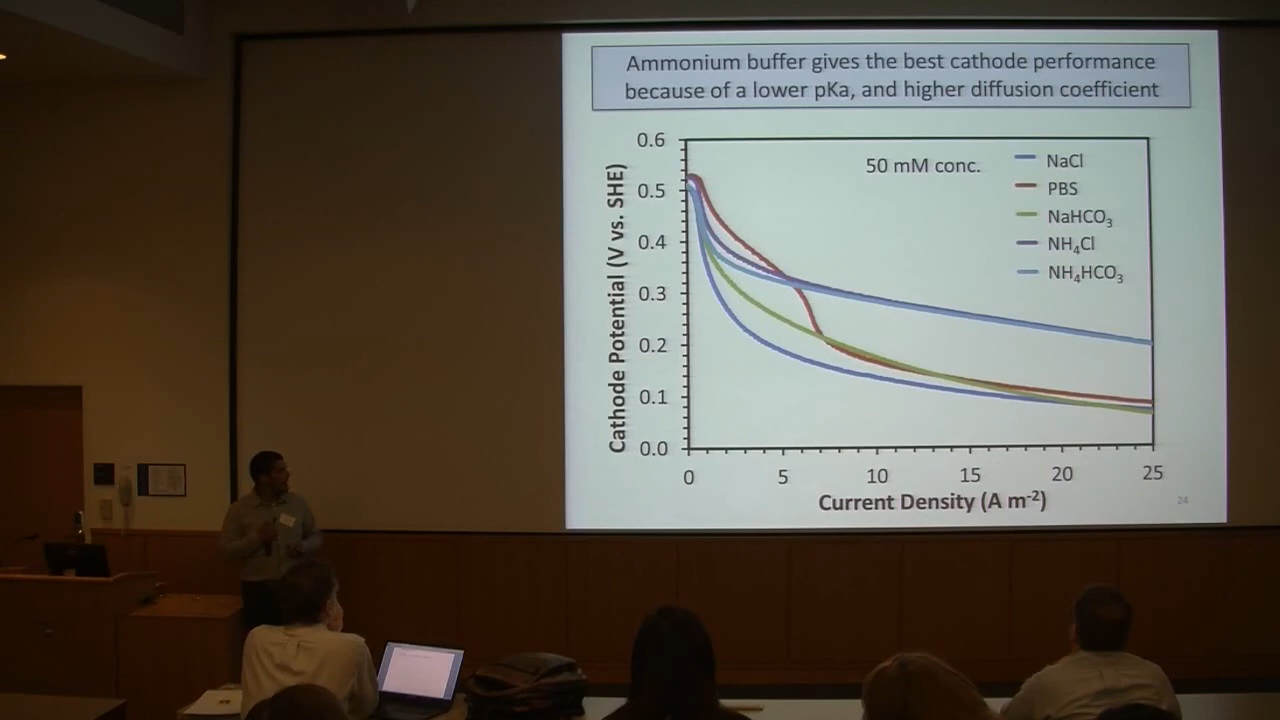 Ammonium buffer gives the best cathode performance
because of a lower pKa, and higher diffusion coefficient
Cathode Potential (V vs. SHE)
0.6
0.5
0.4
0.3
0.2
0.1
0.0
50 mM conc.
NaCl
PBS
NaHCO₃
NH₄Cl
NH₄HCO₃
0 5 10 15 20 25
Current Density (A m⁻²)
24